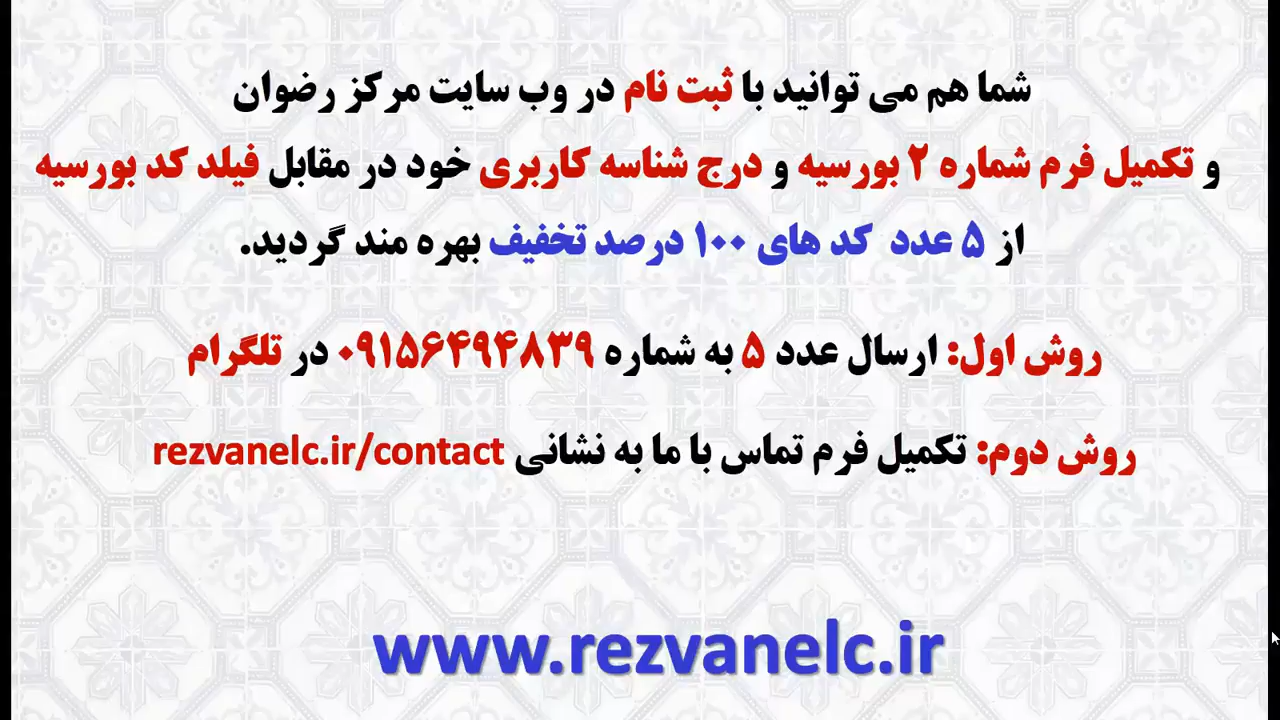 شما هم می توانید با ثبت نام در وب سایت مرکز رضوان
و تکمیل فرم شماره ۲ بورسیه و درج شناسه کاربری خود در مقابل فیلد کد بورسیه
از ۵ عدد کد های ۱۰۰ درصد تخفیف بهره مند گردید.
روش اول: ارسال عدد ۵ به شماره ۰۹۱۵۶۴۹۴۸۳۹ در تلگرام
روش دوم: تکمیل فرم تماس با ما به نشانی rezvanelc.ir/contact
www.rezvanelc.ir